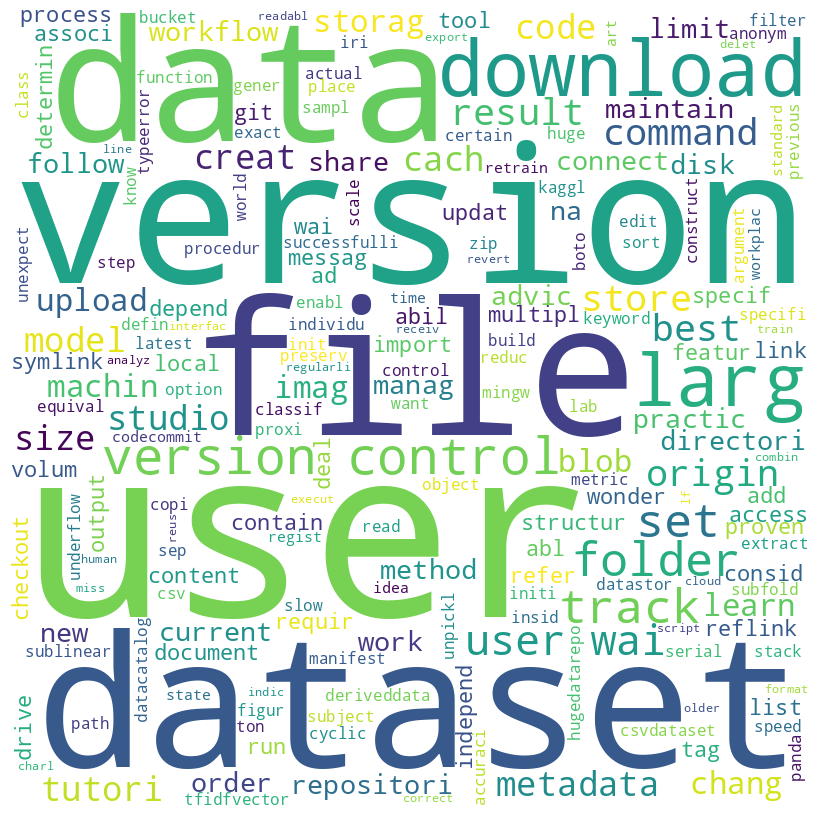 process bucket readabl storag tool filter
associ workflow export code limit anonym
iri art delet
data download
class determin function gener actual place sampl
git result maintain
typeerror exact certain huge command standard previous
line know
follow creat share cach retrain connect disk
world scale kaggl
version
updat na edit construct argument workplac
wai procedur successfulli messag zip sort boto
unexpect step revert
ad enabl time abil advic multipl store specif
upload depend individu receiv build keyword
model defin interfac init control import best specifi
latest preserv featur link train
symlink analyz local regularli reduc
file larg
machin option imag manag want mingw
equival classif lab practic
size studio proxi
codecommit directori
volum version control deal blob origin combin
metric
copi object wonder add
output execut lf access
underflow contain structur set proven
checkout reus read extract
user
human sep regist abl
miss content idea method refer folder consid
csv slow initi datastor cloud subfold
unpickl insid track learn
new current requir script
work user wai reflink
sublinear document manifest serial stack
datacatalog independ hugedatarepo
dataset
drive state indic figur deriveddata older format
path ton subject list
cyclic csvdataset speed
run accuraci tag panda
charl order repositori metadata chang
tutori tfidfvector correct